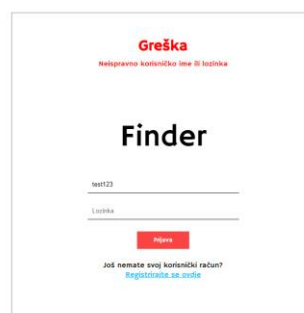 Greška
Neispravno korisničko ime ili lozinka
Finder
test123
Lozinka
Prijava
Još nemate svoj korisnički račun?
Registrirajte se ovdje